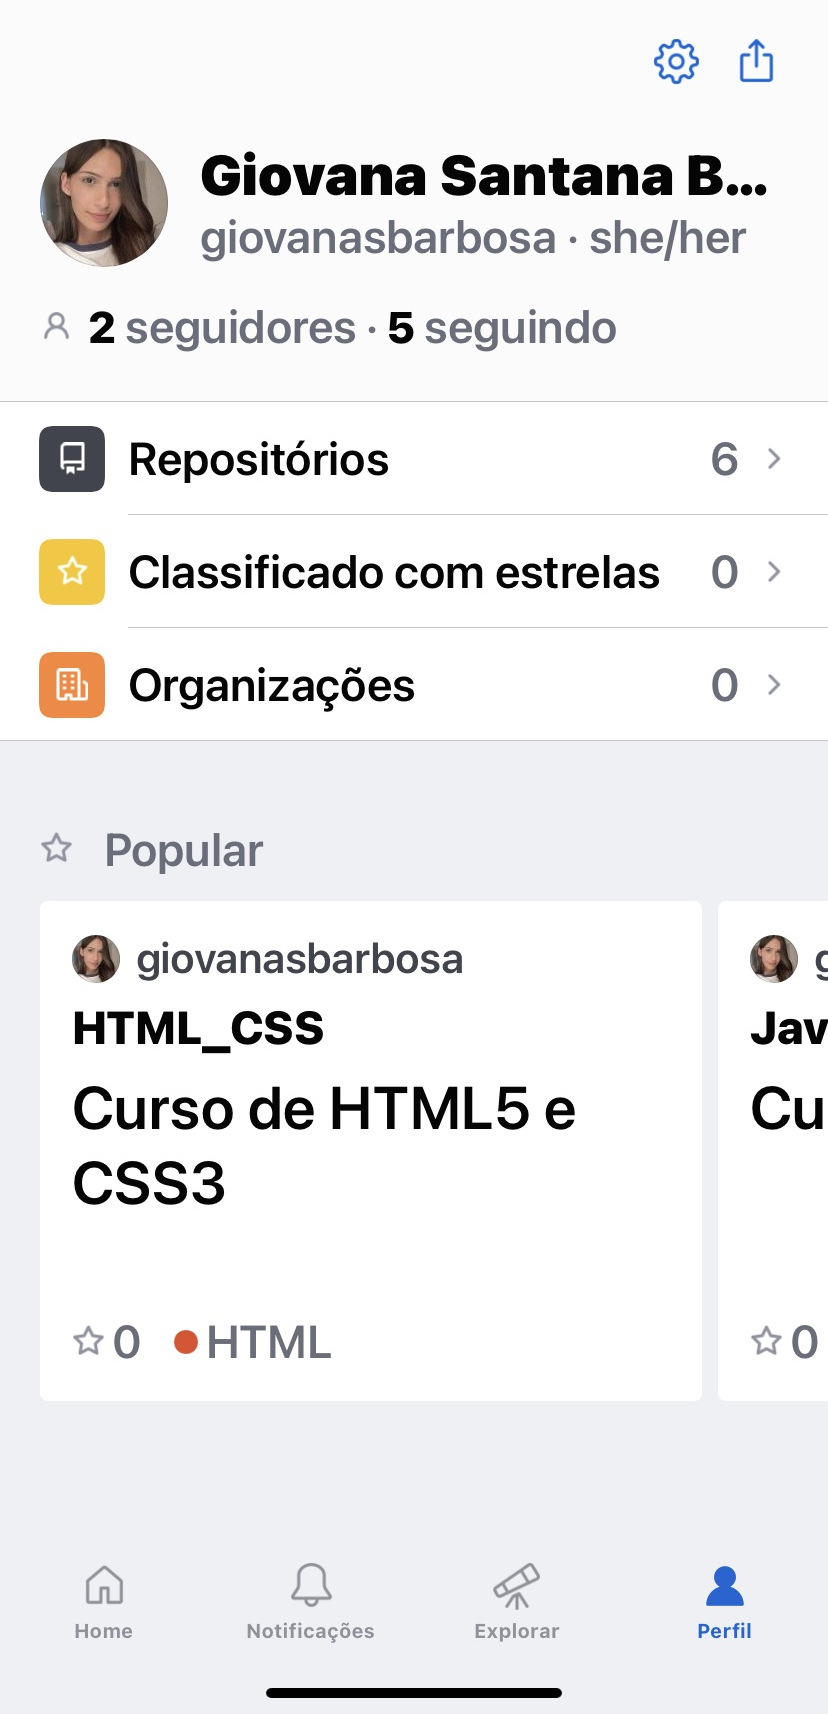 Giovana Santana B...
giovanasbarbosa · she/her
2 seguidores · 5 seguindo
Repositórios 6
Classificado com estrelas 0
Organizações 0
Popular
giovanasbarbosa
HTML_CSS
Curso de HTML5 e
CSS3
0 HTML
g
Jav
Cu
0
Home Notificações Explorar Perfil